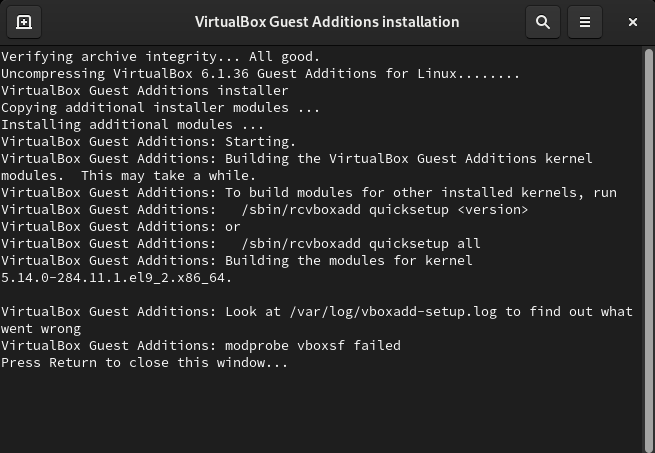 VirtualBox Guest Additions installation
Verifying archive integrity... All good.
Uncompressing VirtualBox 6.1.36 Guest Additions for Linux........
VirtualBox Guest Additions installer
Copying additional installer modules ...
Installing additional modules ...
VirtualBox Guest Additions: Starting.
VirtualBox Guest Additions: Building the VirtualBox Guest Additions kernel
modules.  This may take a while.
VirtualBox Guest Additions: To build modules for other installed kernels, run
VirtualBox Guest Additions:   /sbin/rcvboxadd quicksetup <version>
VirtualBox Guest Additions: or
VirtualBox Guest Additions:   /sbin/rcvboxadd quicksetup all
VirtualBox Guest Additions: Building the modules for kernel
5.14.0-284.11.1.el9_2.x86_64.
VirtualBox Guest Additions: Look at /var/log/vboxadd-setup.log to find out what
went wrong
VirtualBox Guest Additions: modprobe vboxsf failed
Press Return to close this window...